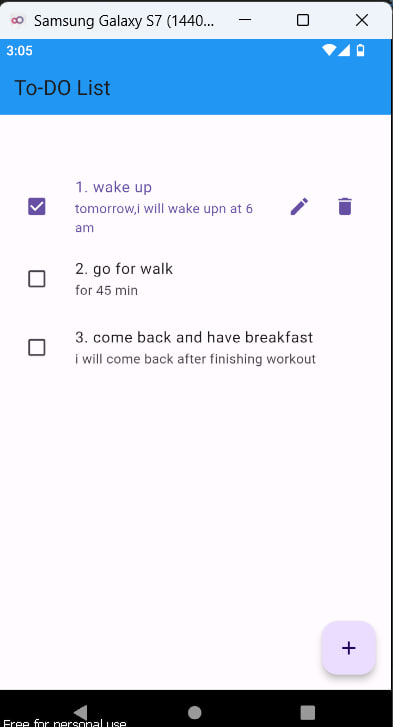 Samsung Galaxy S7 (1440...
3:05
To-DO List
1. wake up
tomorrow,i will wake upn at 6
am
2. go for walk
for 45 min
3. come back and have breakfast
i will come back after finishing workout
+
Free for personal use